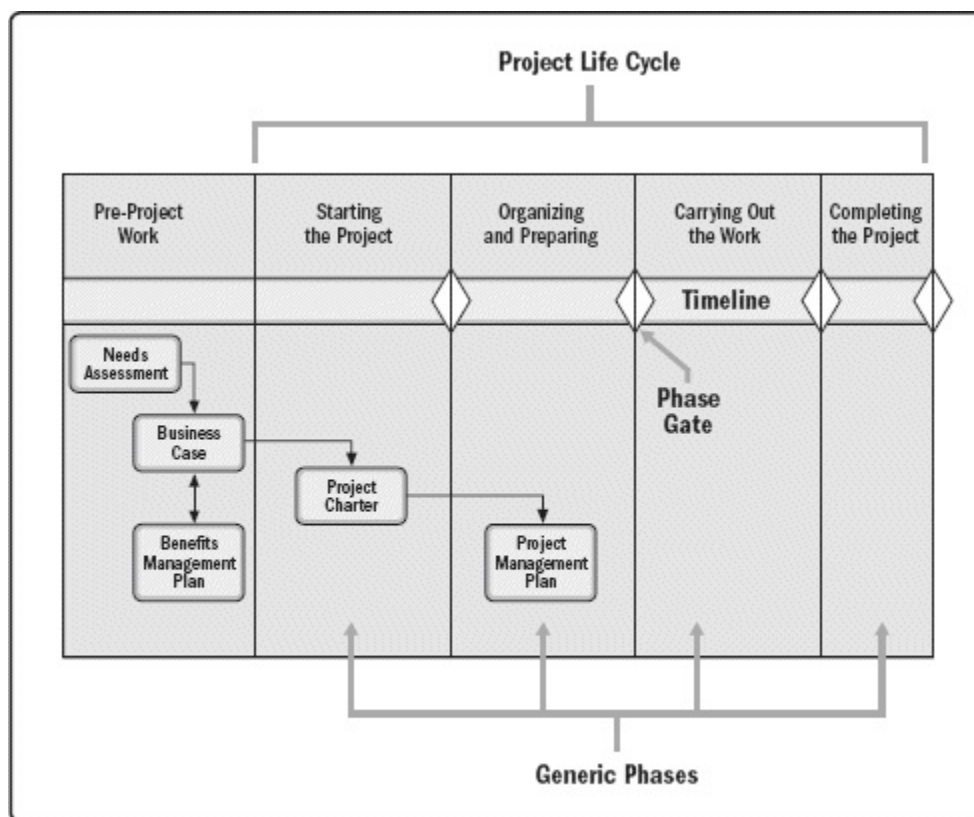 Project Life Cycle
Pre-Project
Work
Starting
the Project
Organizing
and Preparing
Carrying Out
the Work
Completing
the Project
Timeline
Needs
Assessment
Phase
Gate
Business
Case
Project
Charter
Benefits
Management
Plan
Project
Management
Plan
Generic Phases